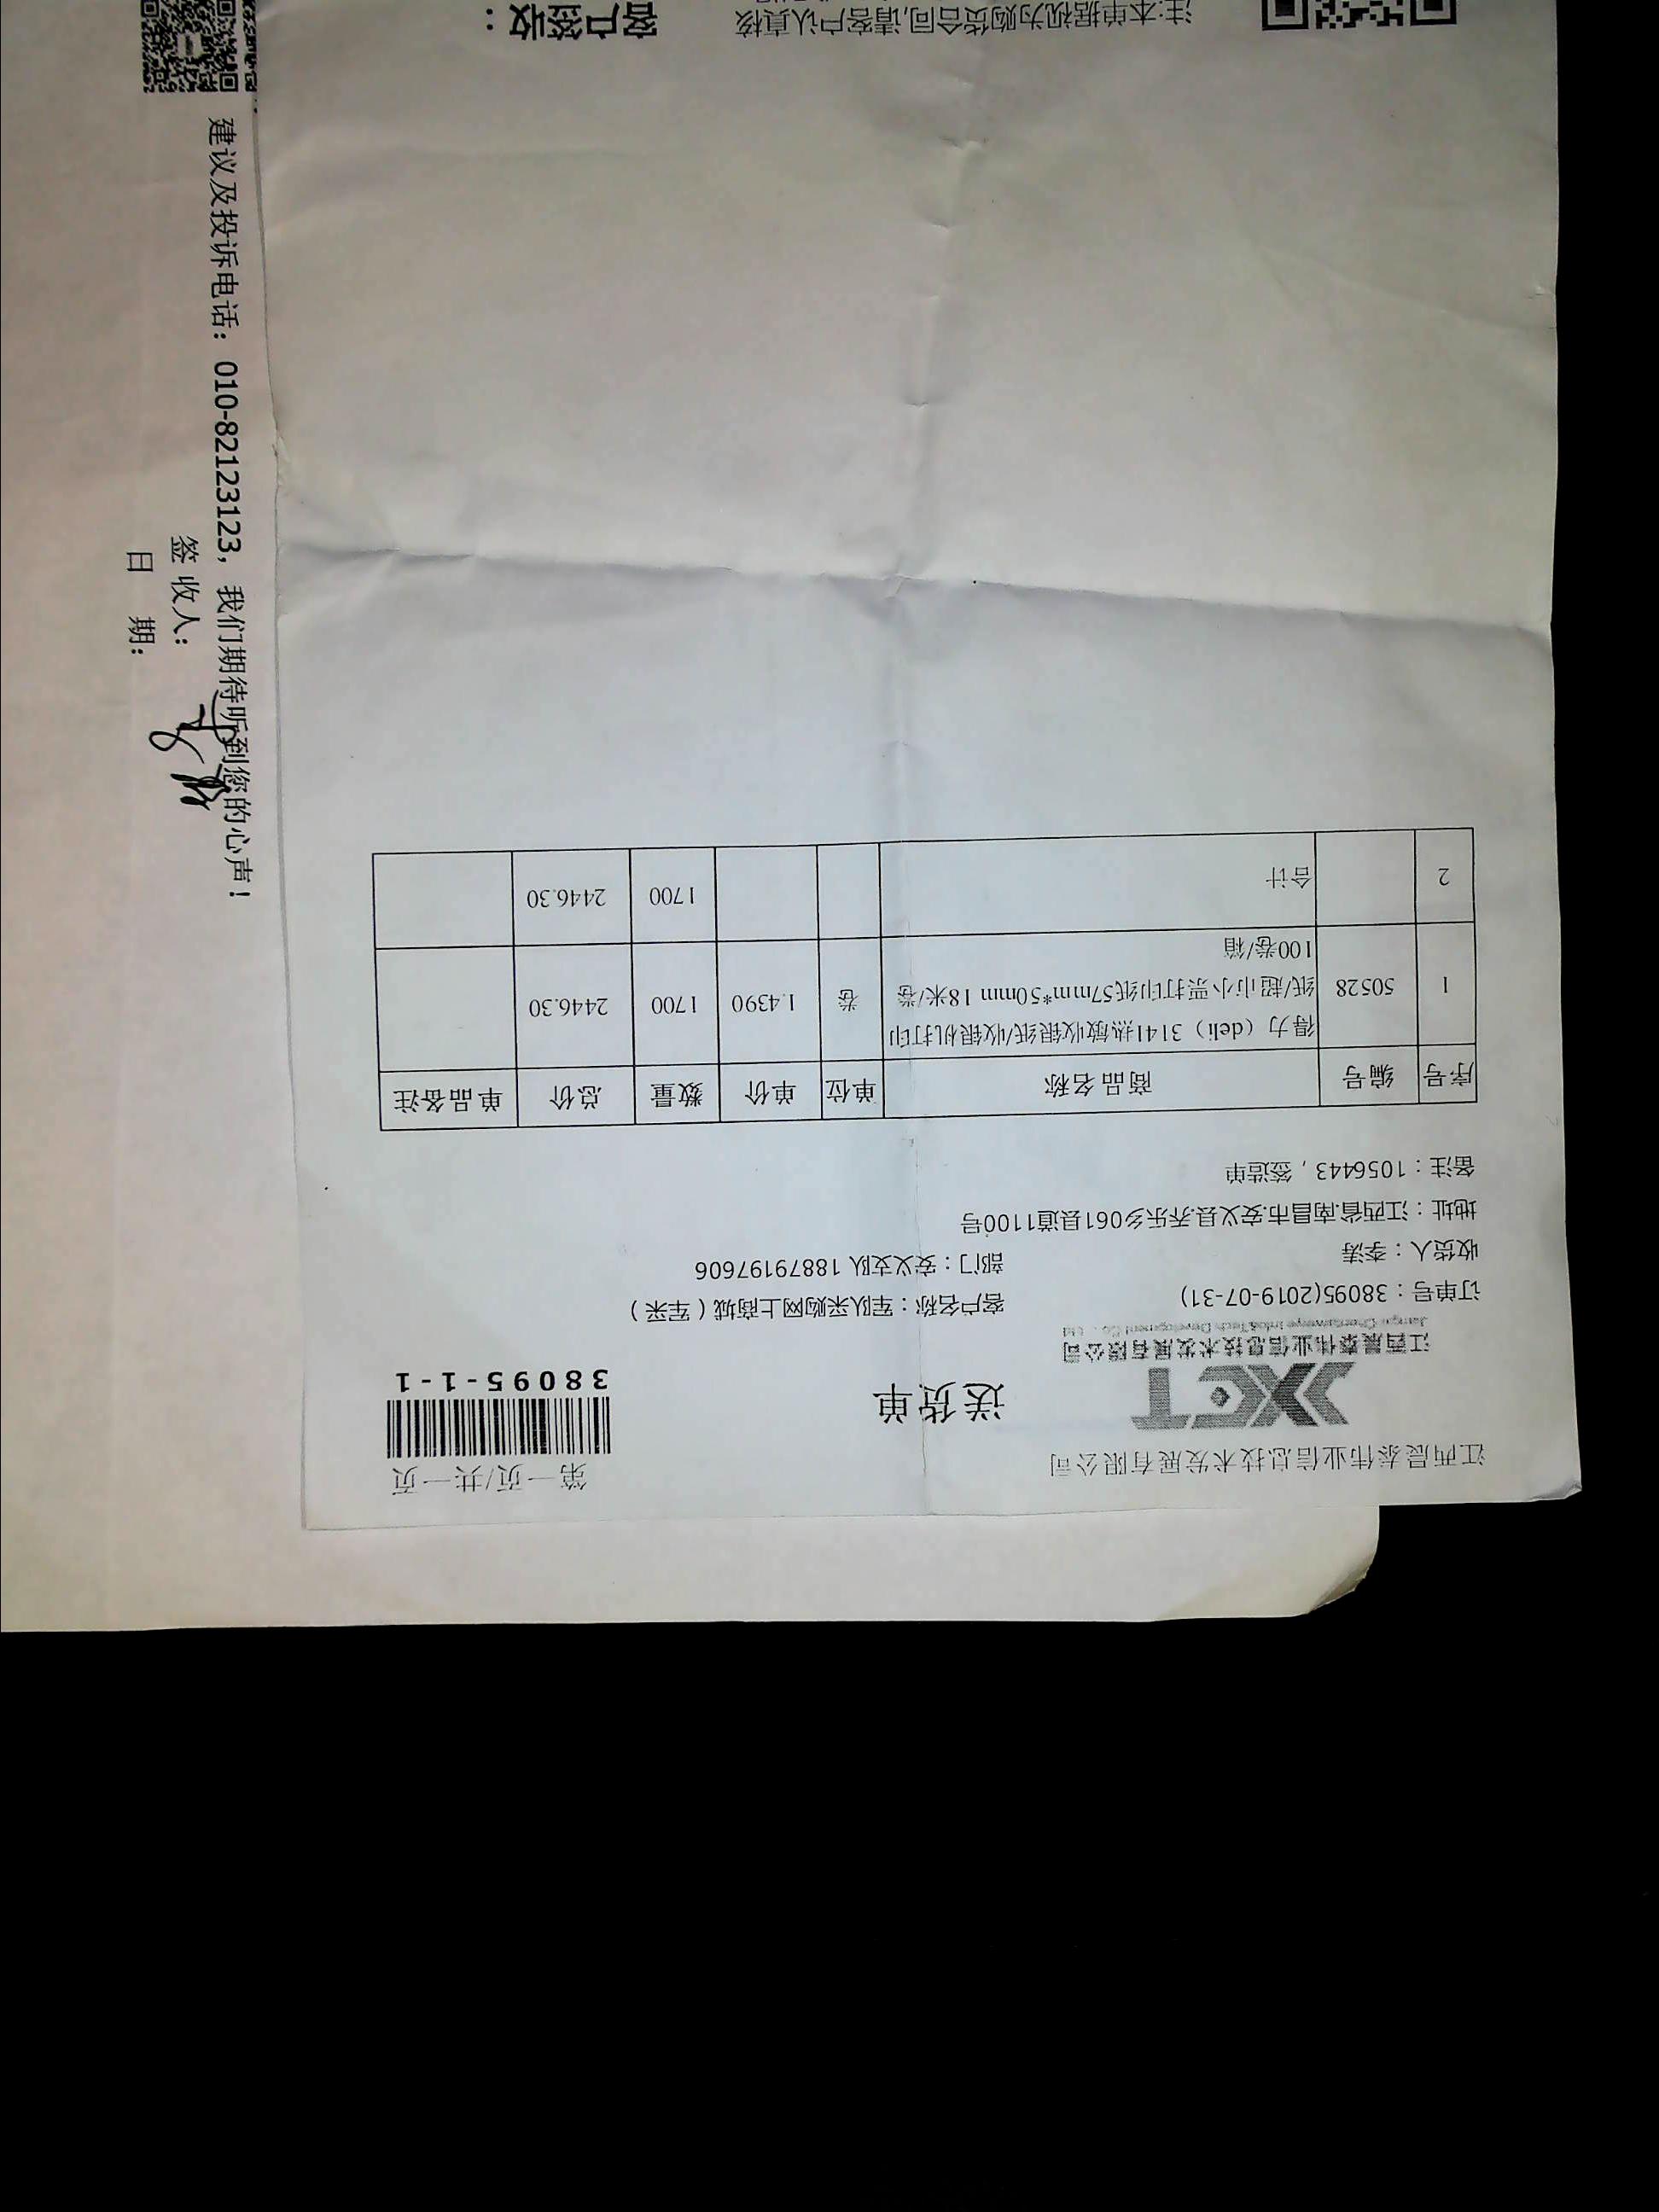 江西晨泰伟业信息技术发展有限公司
第一页/共一页
JXCT
江西晨泰伟业信息技术发展有限公司
送货单
38095-1-1
订单号：38095(2019-07-31)
客户名称：军队采购网上商城（军采）
收货人：李涛
部门：安义支队 18879197606
地址：江西省.南昌市.安义县.乔乐乡061县道1100号
备注：1056443，签送单
序号 编号 商品名称 单位 单价 数量 总价 单品备注
1 50528 得力（deli）3141热敏收银纸/收银机打印纸/超市小票打印纸57mm*50mm 18米/卷 100卷/箱 卷 1.4390 1700 2446.30
2 合计 1700 2446.30
注:本单据视为购货合同,请客户认真核
客户签收：
建议及投诉电话：010-82123123，我们期待听到您的心声！
签收人：
日 期：